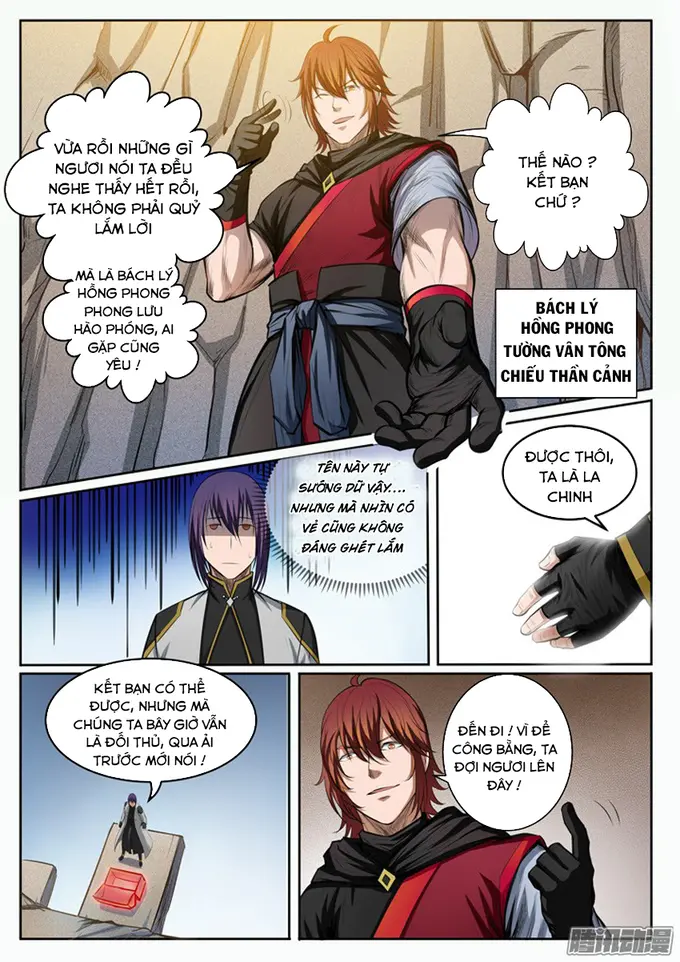 VỪA RỒI NHỮNG GÌ
NGƯƠI NÓI TA ĐỀU
NGHE THẤY HẾT RỒI,
TA KHÔNG PHẢI QUỶ
LẮM LỜI
MÀ LÀ BÁCH LÝ
HỒNG PHONG
PHONG LƯU
HÀO PHÓNG, AI
GẶP CŨNG
YÊU !
THẾ NÀO ?
KẾT BẠN
CHỨ ?
BÁCH LÝ
HỒNG PHONG
TƯỜNG VÂN TÔNG
CHIẾU THẦN CẢNH
TÊN NÀY TỰ
SƯỚNG DỮ VẬY....
NHƯNG MÀ NHÌN CÓ
VẺ CŨNG KHÔNG
ĐÁNG GHÉT LẮM
ĐƯỢC THÔI,
TA LÀ LA
CHINH
KẾT BẠN CÓ THỂ
ĐƯỢC, NHƯNG MÀ
CHÚNG TA BÂY GIỜ VẪN
LÀ ĐỐI THỦ, QUA ẢI
TRƯỚC MỚI NÓI !
ĐẾN ĐI ! VÌ ĐỂ
CÔNG BẰNG, TA
ĐỢI NGƯƠI LÊN
ĐÂY !
腾讯动漫